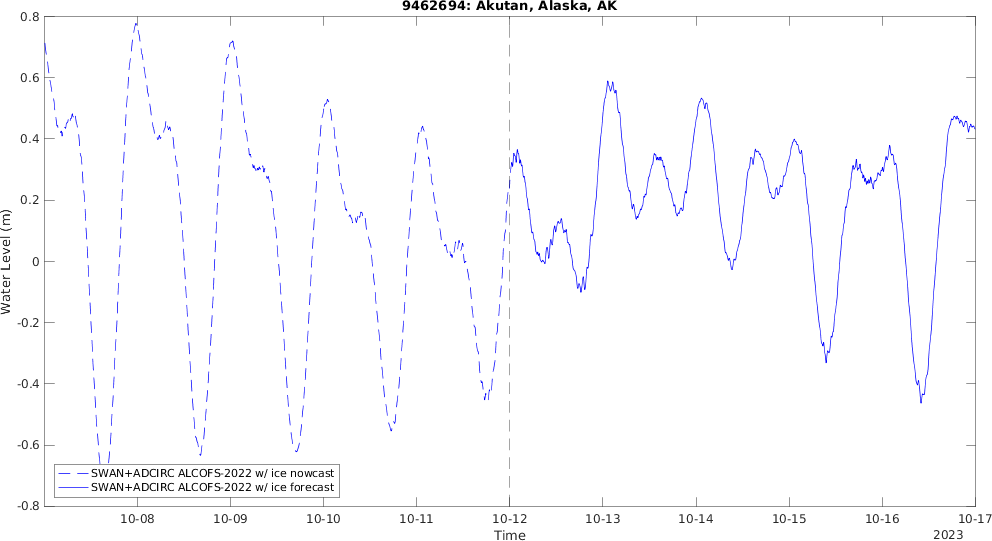 9462694: Akutan, Alaska, AK
Water Level (m)
0.8
0.6
0.4
0.2
0
-0.2
-0.4
-0.6
-0.8
SWAN+ADCIRC ALCOFS-2022 w/ ice nowcast
SWAN+ADCIRC ALCOFS-2022 w/ ice forecast
10-08 10-09 10-10 10-11 10-12 10-13 10-14 10-15 10-16 10-17
Time
2023